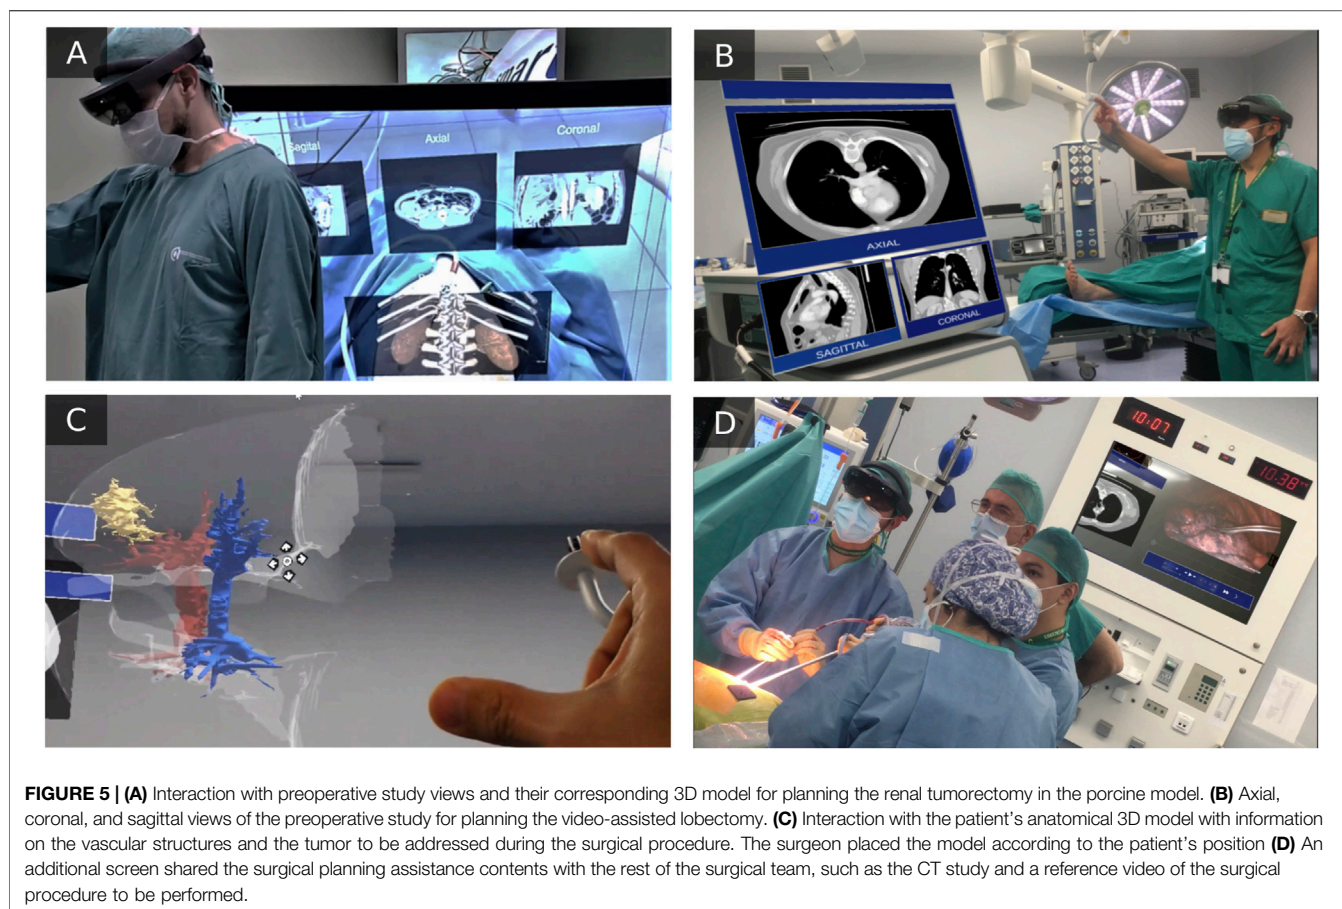 A
Sagital
Axial
Coronal
B
AXIAL
SAGITTAL
CORONAL
C
D
10:07
10:38
FIGURE 5 | (A) Interaction with preoperative study views and their corresponding 3D model for planning the renal tumorectomy in the porcine model. (B) Axial,
coronal, and sagittal views of the preoperative study for planning the video-assisted lobectomy. (C) Interaction with the patient's anatomical 3D model with information
on the vascular structures and the tumor to be addressed during the surgical procedure. The surgeon placed the model according to the patient's position (D) An
additional screen shared the surgical planning assistance contents with the rest of the surgical team, such as the CT study and a reference video of the surgical
procedure to be performed.